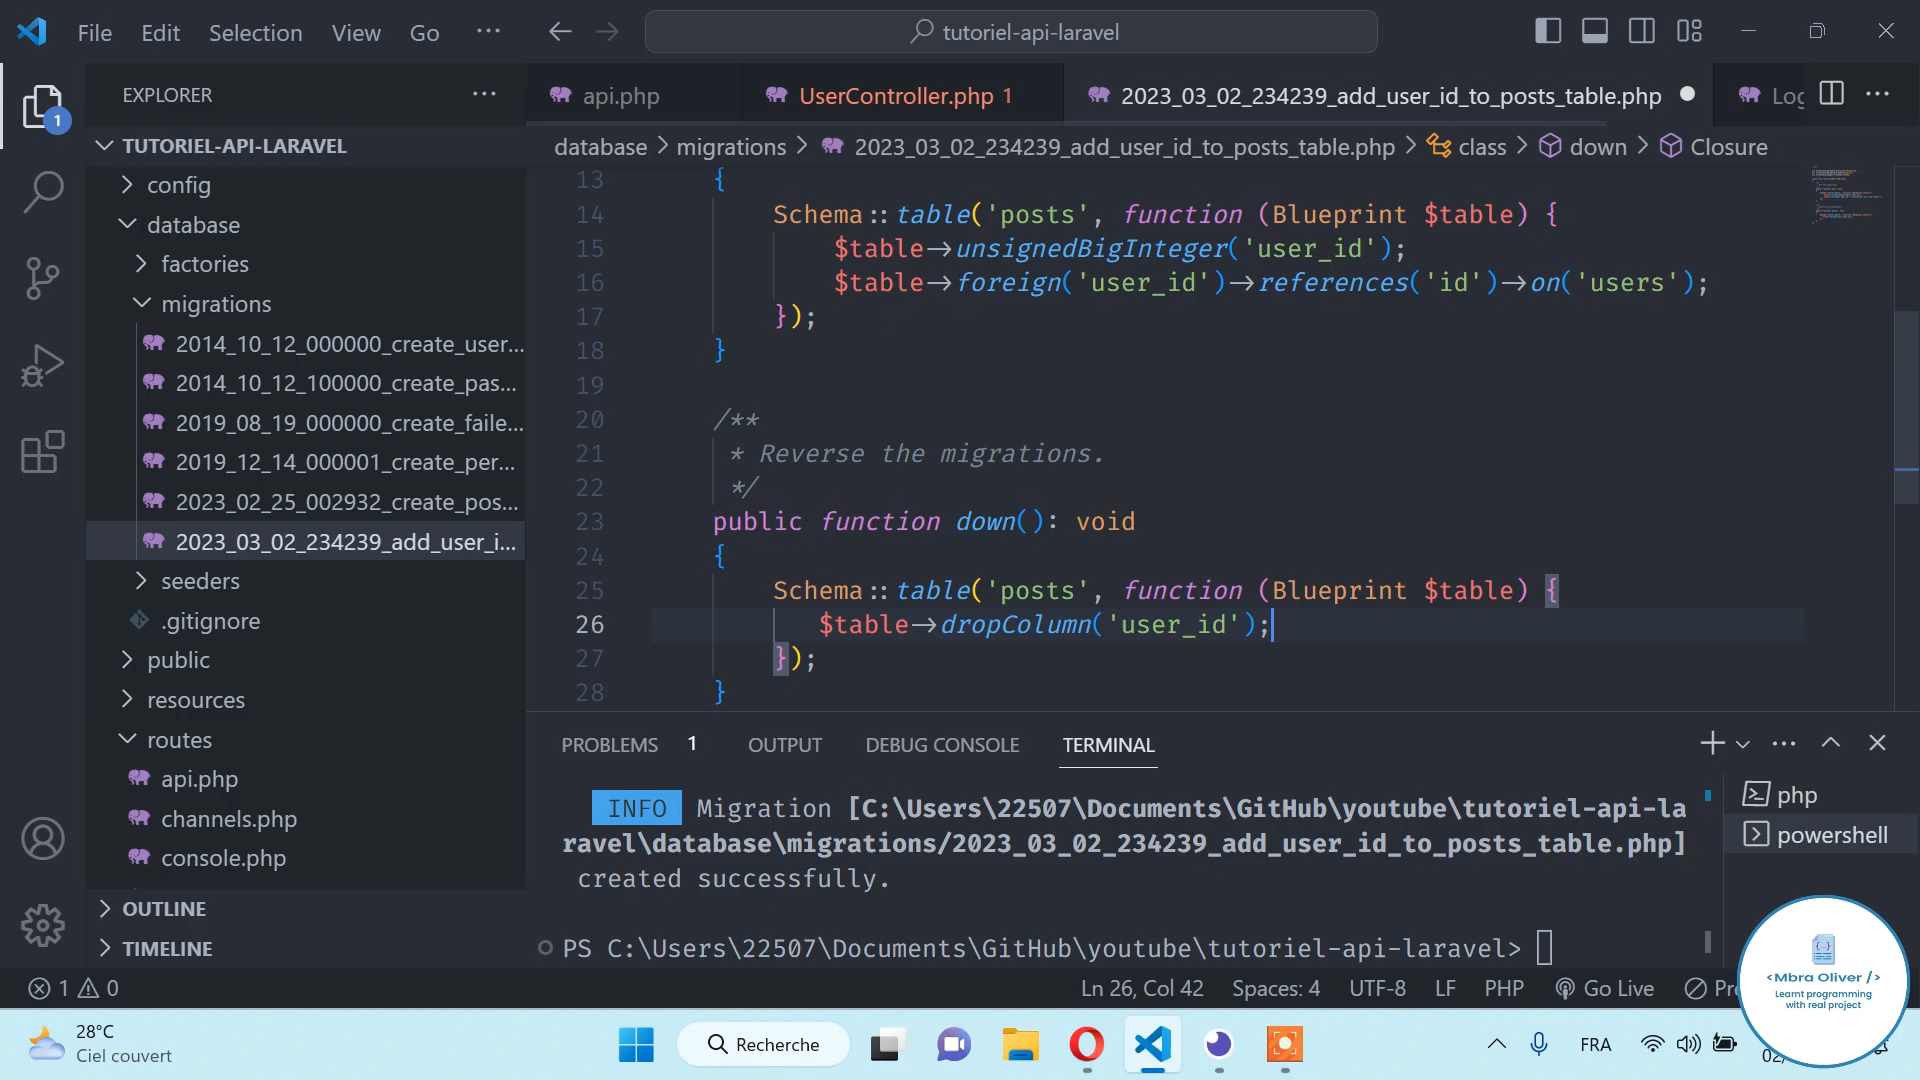 File Edit Selection View Go ...
tutoriel-api-laravel
EXPLORER
api.php
UserController.php 1
2023_03_02_234239_add_user_id_to_posts_table.php
database > migrations > 2023_03_02_234239_add_user_id_to_posts_table.php > class > down > Closure
1
TUTORIEL-API-LARAVEL
config
database
factories
migrations
2014_10_12_000000_create_user...
2014_10_12_100000_create_pas...
2019_08_19_000000_create_faile...
2019_12_14_000001_create_per...
2023_02_25_002932_create_pos...
2023_03_02_234239_add_user_i...
seeders
.gitignore
public
resources
routes
api.php
channels.php
console.php
OUTLINE
TIMELINE
13 {
14 Schema::table('posts', function (Blueprint $table) {
15 $table->unsignedBigInteger('user_id');
16 $table->foreign('user_id')->references('id')->on('users');
17 });
18 }
19
20 /**
21 * Reverse the migrations.
22 */
23 public function down(): void
24 {
25 Schema::table('posts', function (Blueprint $table) {
26 $table->dropColumn('user_id');
27 });
28 }
PROBLEMS 1 OUTPUT DEBUG CONSOLE TERMINAL
INFO Migration [C:\Users\22507\Documents\GitHub\youtube\tutoriel-api-la
ravel\database\migrations/2023_03_02_234239_add_user_id_to_posts_table.php]
created successfully.
PS C:\Users\22507\Documents\GitHub\youtube\tutoriel-api-laravel>
php
powershell
<Mbra Oliver />
Learnt programming
with real project
1 0
Ln 26, Col 42 Spaces: 4 UTF-8 LF PHP Go Live
28°C
Ciel couvert
Recherche
FRA